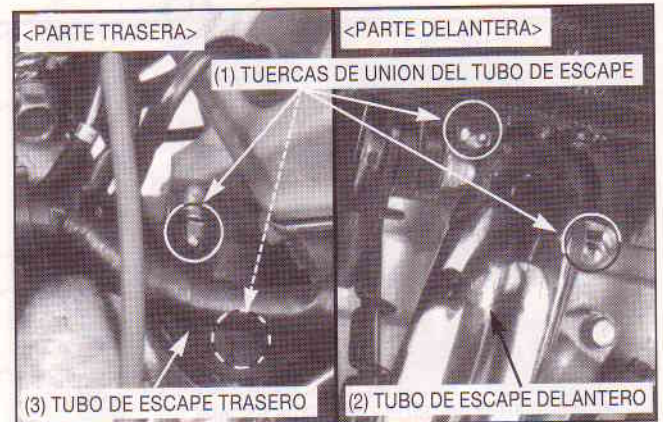 <PARTE TRASERA>
<PARTE DELANTERA>
(1) TUERCAS DE UNION DEL TUBO DE ESCAPE
(3) TUBO DE ESCAPE TRASERO
(2) TUBO DE ESCAPE DELANTERO